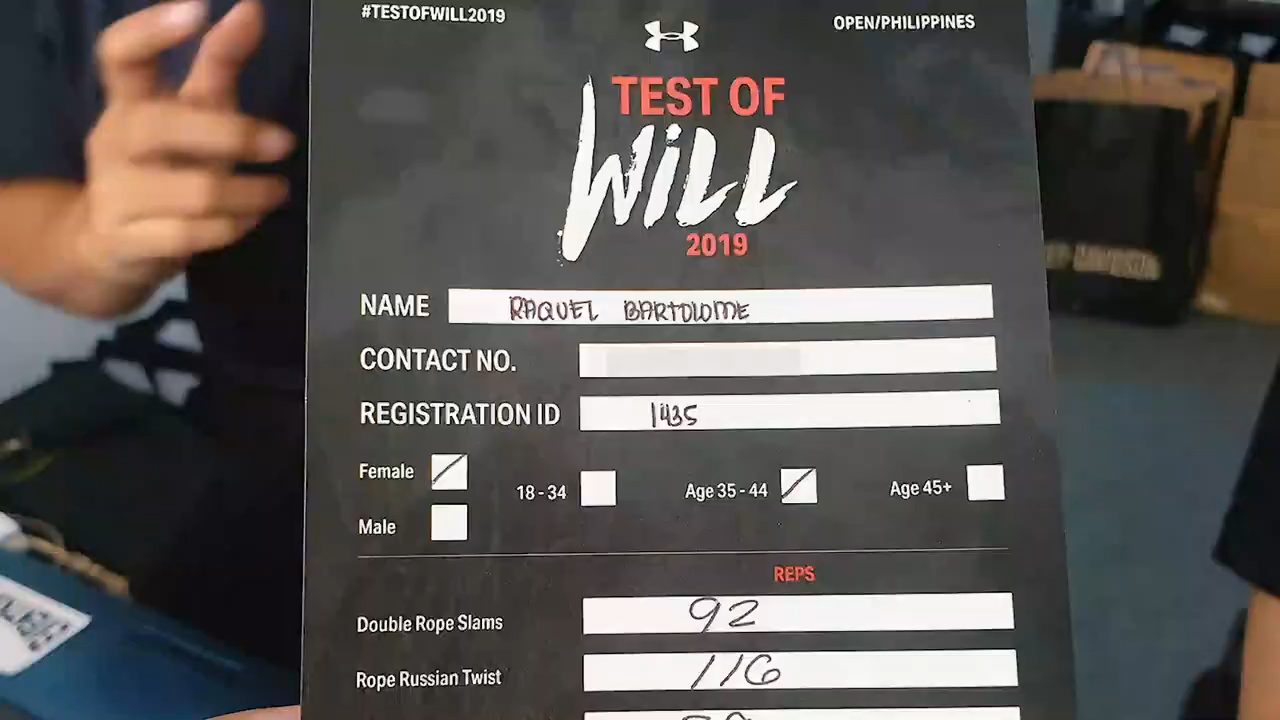 #TESTOFWILL2019
OPEN/PHILIPPINES
TEST OF
WILL
2019
NAME RAQUEL BARTOLOME
CONTACT NO.
REGISTRATION ID 1435
Female
18 - 34
Age 35 - 44
Age 45+
Male
REPS
Double Rope Slams 92
Rope Russian Twist 116